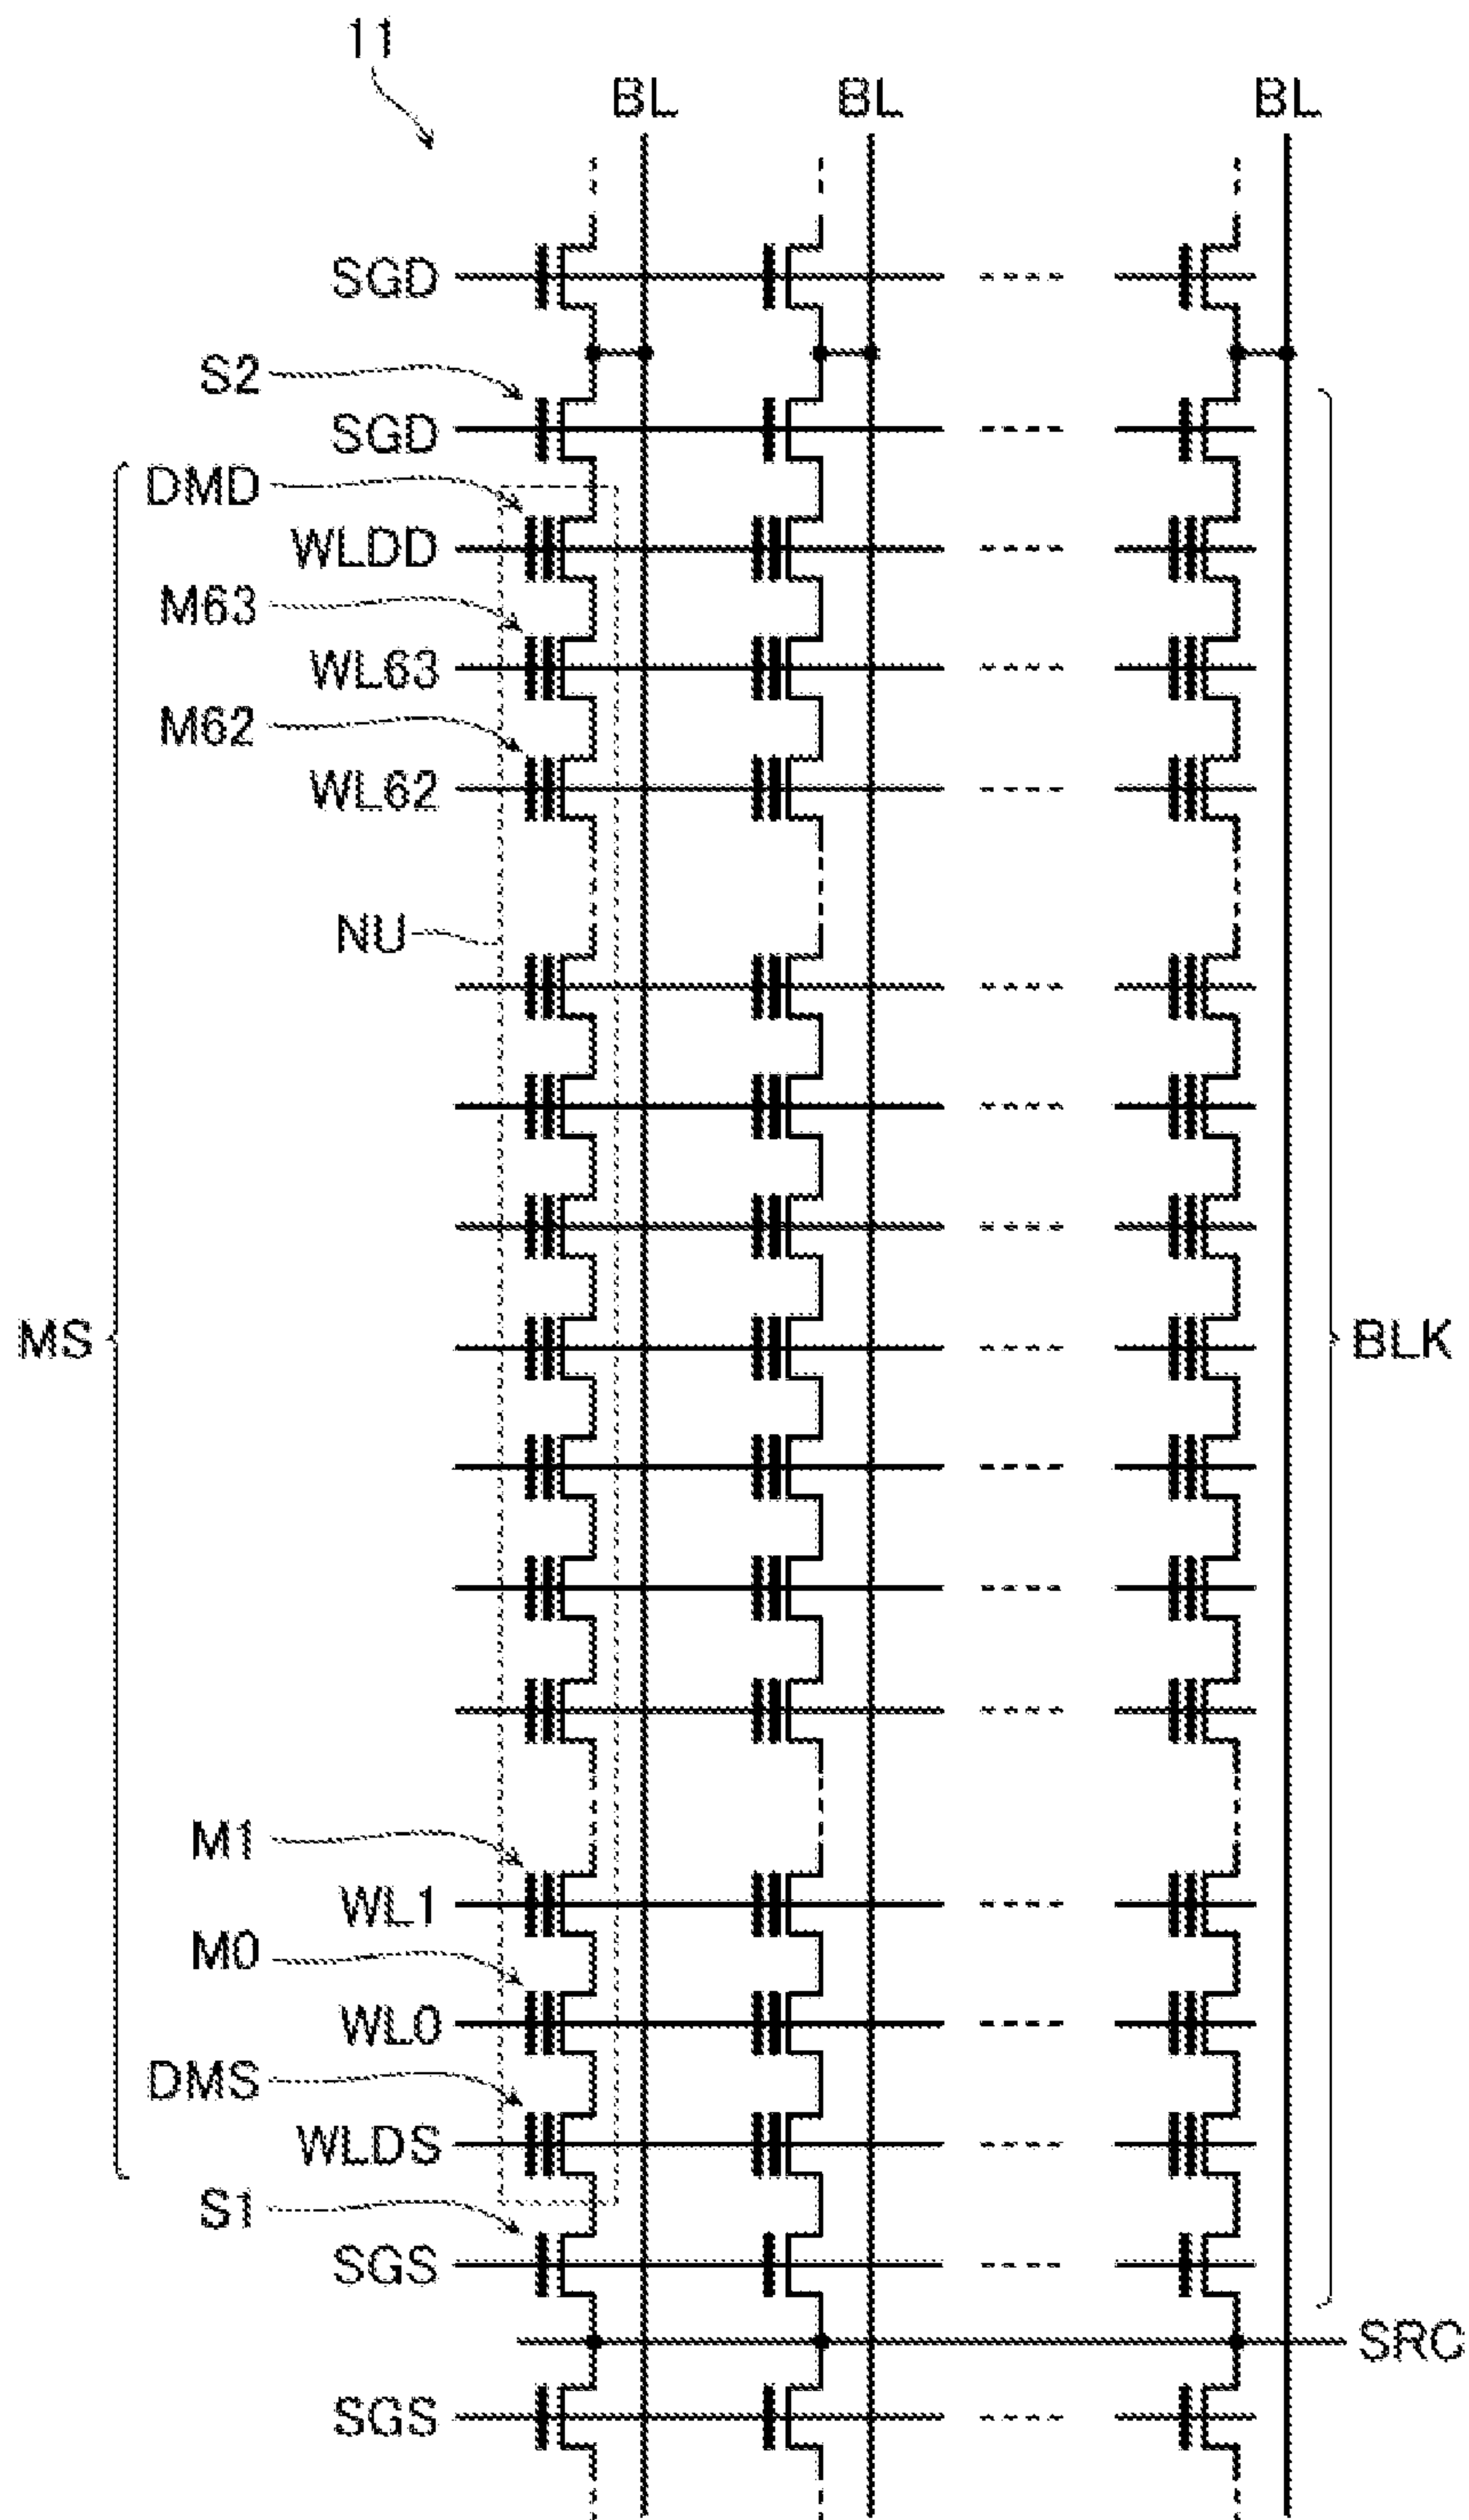 11
BL BL BL
SGD
S2
SGD
DMD
WLDD
M63
WL63
M62
WL62
NU
MS
BLK
M1
WL1
M0
WL0
DMS
WLDS
S1
SGS
SRC
SGS